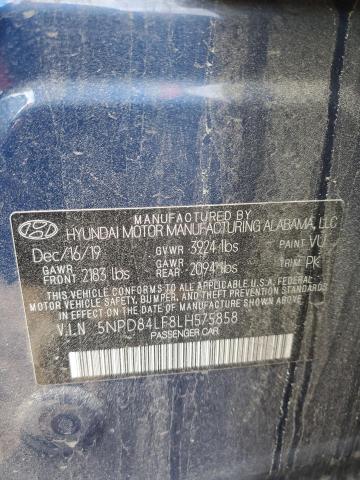 MANUFACTURED BY
HYUNDAI MOTOR MANUFACTURING ALABAMA, LLC
Dec/16/19 GVWR 3924 lbs PAINT VU
GAWR FRONT 2183 lbs GAWR REAR 2094 lbs TRIM PK
THIS VEHICLE CONFORMS TO ALL APPLICABLE U.S.A. FEDERAL
MOTOR VEHICLE SAFETY, BUMPER, AND THEFT PREVENTION
STANDARDS IN EFFECT ON THE DATE OF MANUFACTURE SHOWN ABOVE.
V.I.N 5NPD84LF8LH575858
PASSENGER CAR